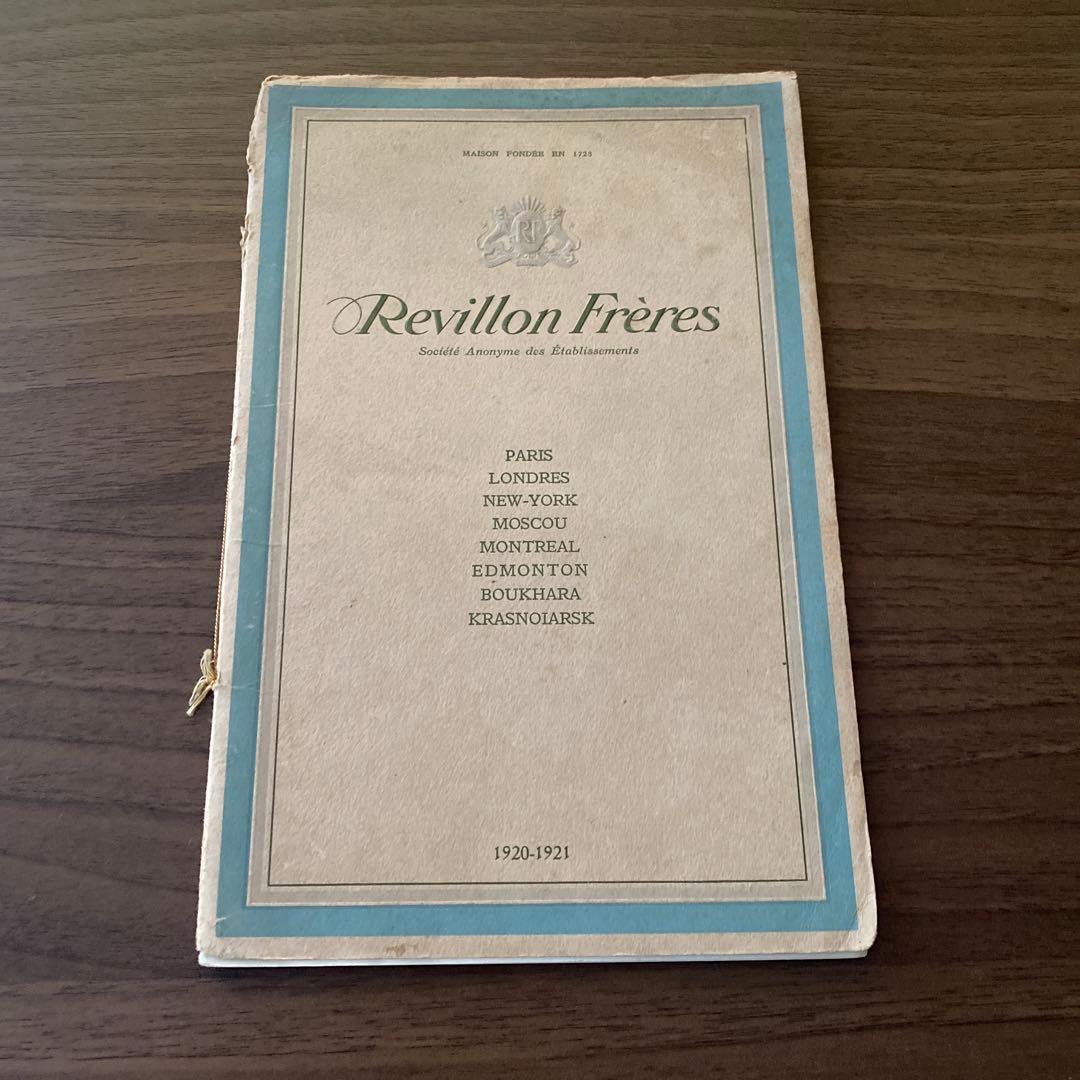 MAISON FONDÉE EN 1723
RF
Revillon Frères
Société Anonyme des Établissements
PARIS
LONDRES
NEW-YORK
MOSCOU
MONTREAL
EDMONTON
BOUKHARA
KRASNOIARSK
1920-1921